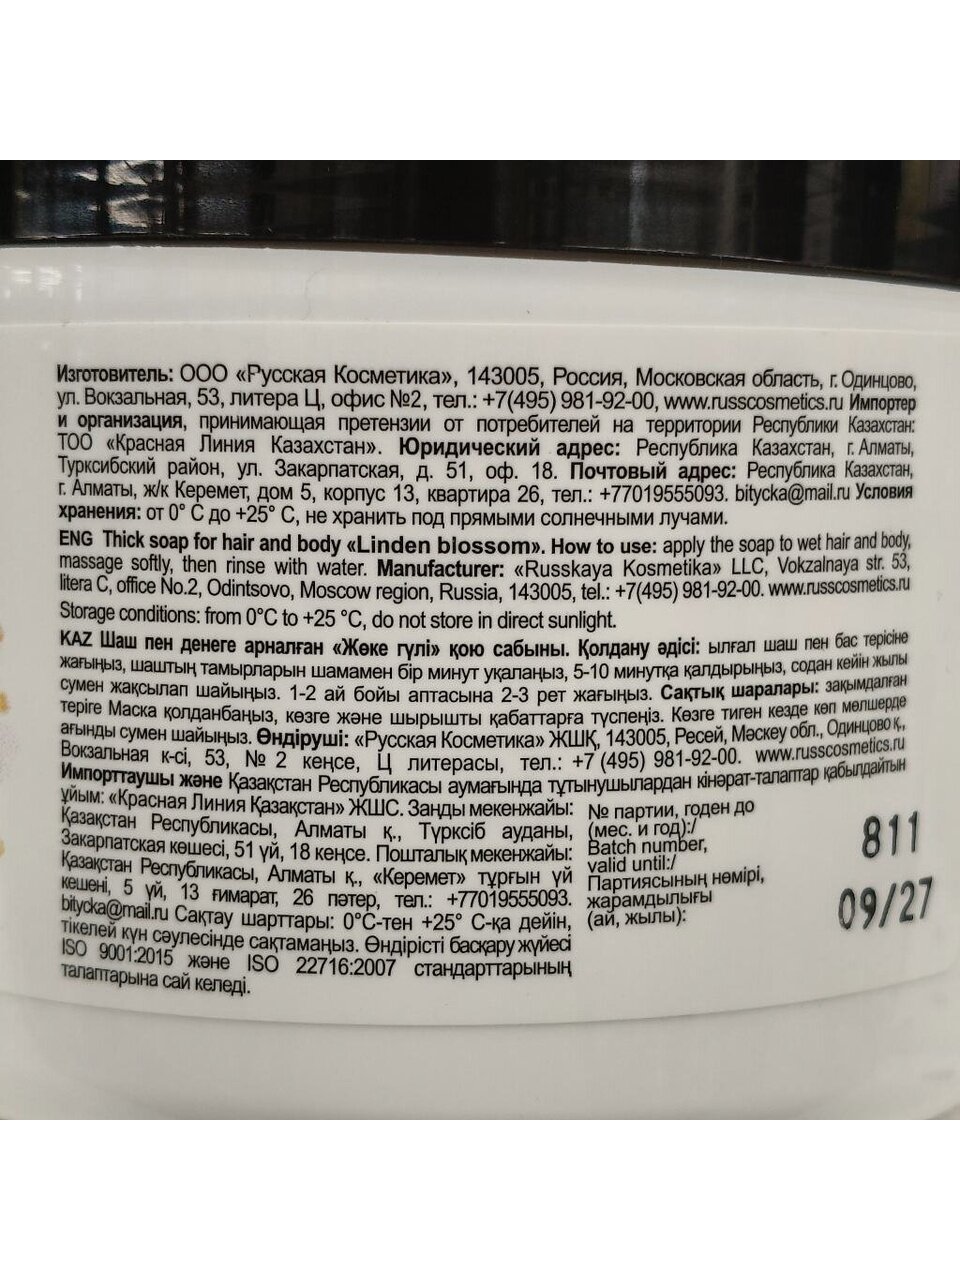 Изготовитель: ООО «Русская Косметика», 143005, Россия, Московская область, г. Одинцово,
ул. Вокзальная, 53, литера Ц, офис №2, тел.: +7(495) 981-92-00, www.russcosmetics.ru Импортер
и организация, принимающая претензии от потребителей на территории Республики Казахстан:
ТОО «Красная Линия Казахстан». Юридический адрес: Республика Казахстан, г. Алматы,
Турксибский район, ул. Закарпатская, д. 51, оф. 18. Почтовый адрес: Республика Казахстан,
г. Алматы, ж/к Керемет, дом 5, корпус 13, квартира 26, тел.: +77019555093. bitycka@mail.ru Условия
хранения: от 0° С до +25° С, не хранить под прямыми солнечными лучами.
ENG Thick soap for hair and body «Linden blossom». How to use: apply the soap to wet hair and body,
massage softly, then rinse with water. Manufacturer: «Russkaya Kosmetika» LLC, Vokzalnaya str. 53,
litera C, office No.2, Odintsovo, Moscow region, Russia, 143005, tel.: +7(495) 981-92-00. www.russcosmetics.ru
Storage conditions: from 0°C to +25 °C, do not store in direct sunlight.
KAZ Шаш пен денеге арналған «Жөке гүлі» қою сабыны. Қолдану әдісі: ылғал шаш пен бас терісіне
жағыңыз, шаштың тамырларын шамамен бір минут уқалаңыз, 5-10 минутқа қалдырыңыз, содан кейін жылы
сумен жақсылап шайыңыз. 1-2 ай бойы аптасына 2-3 рет жағыңыз. Сақтық шаралары: зақымдалған
теріге Маска қолданбаңыз, көзге және шырышты қабаттарға түспеңіз. Көзге тиген кезде көп мөлшерде
ағынды сумен шайыңыз. Өндіруші: «Русская Косметика» ЖШҚ, 143005, Ресей, Мәскеу обл., Одинцово қ.,
Вокзальная к-сі, 53, № 2 кеңсе, Ц литерасы, тел.: +7 (495) 981-92-00. www.russcosmetics.ru
Импорттаушы және Қазақстан Республикасы аумағында тұтынушылардан кінәрат-талаптар қабылдайтын
ұйым: «Красная Линия Қазақстан» ЖШС. Заңды мекенжайы:
Қазақстан Республикасы, Алматы қ., Түрксіб ауданы,
Закарпатская көшесі, 51 үй, 18 кеңсе. Пошталық мекенжайы:
Қазақстан Республикасы, Алматы қ., «Керемет» тұрғын үй
кешені, 5 үй, 13 ғимарат, 26 пәтер, тел.: +77019555093.
bitycka@mail.ru Сақтау шарттары: 0°С-тен +25° С-қа дейін,
тікелей күн сәулесінде сақтамаңыз. Өндірісті басқару жүйесі
ISO 9001:2015 және ISO 22716:2007 стандарттарының
талаптарына сай келеді.
№ партии, годен до
(мес. и год):/
Batch number,
valid until:/
Партиясының нөмірі,
жарамдылығы
(ай, жылы):
811
09/27